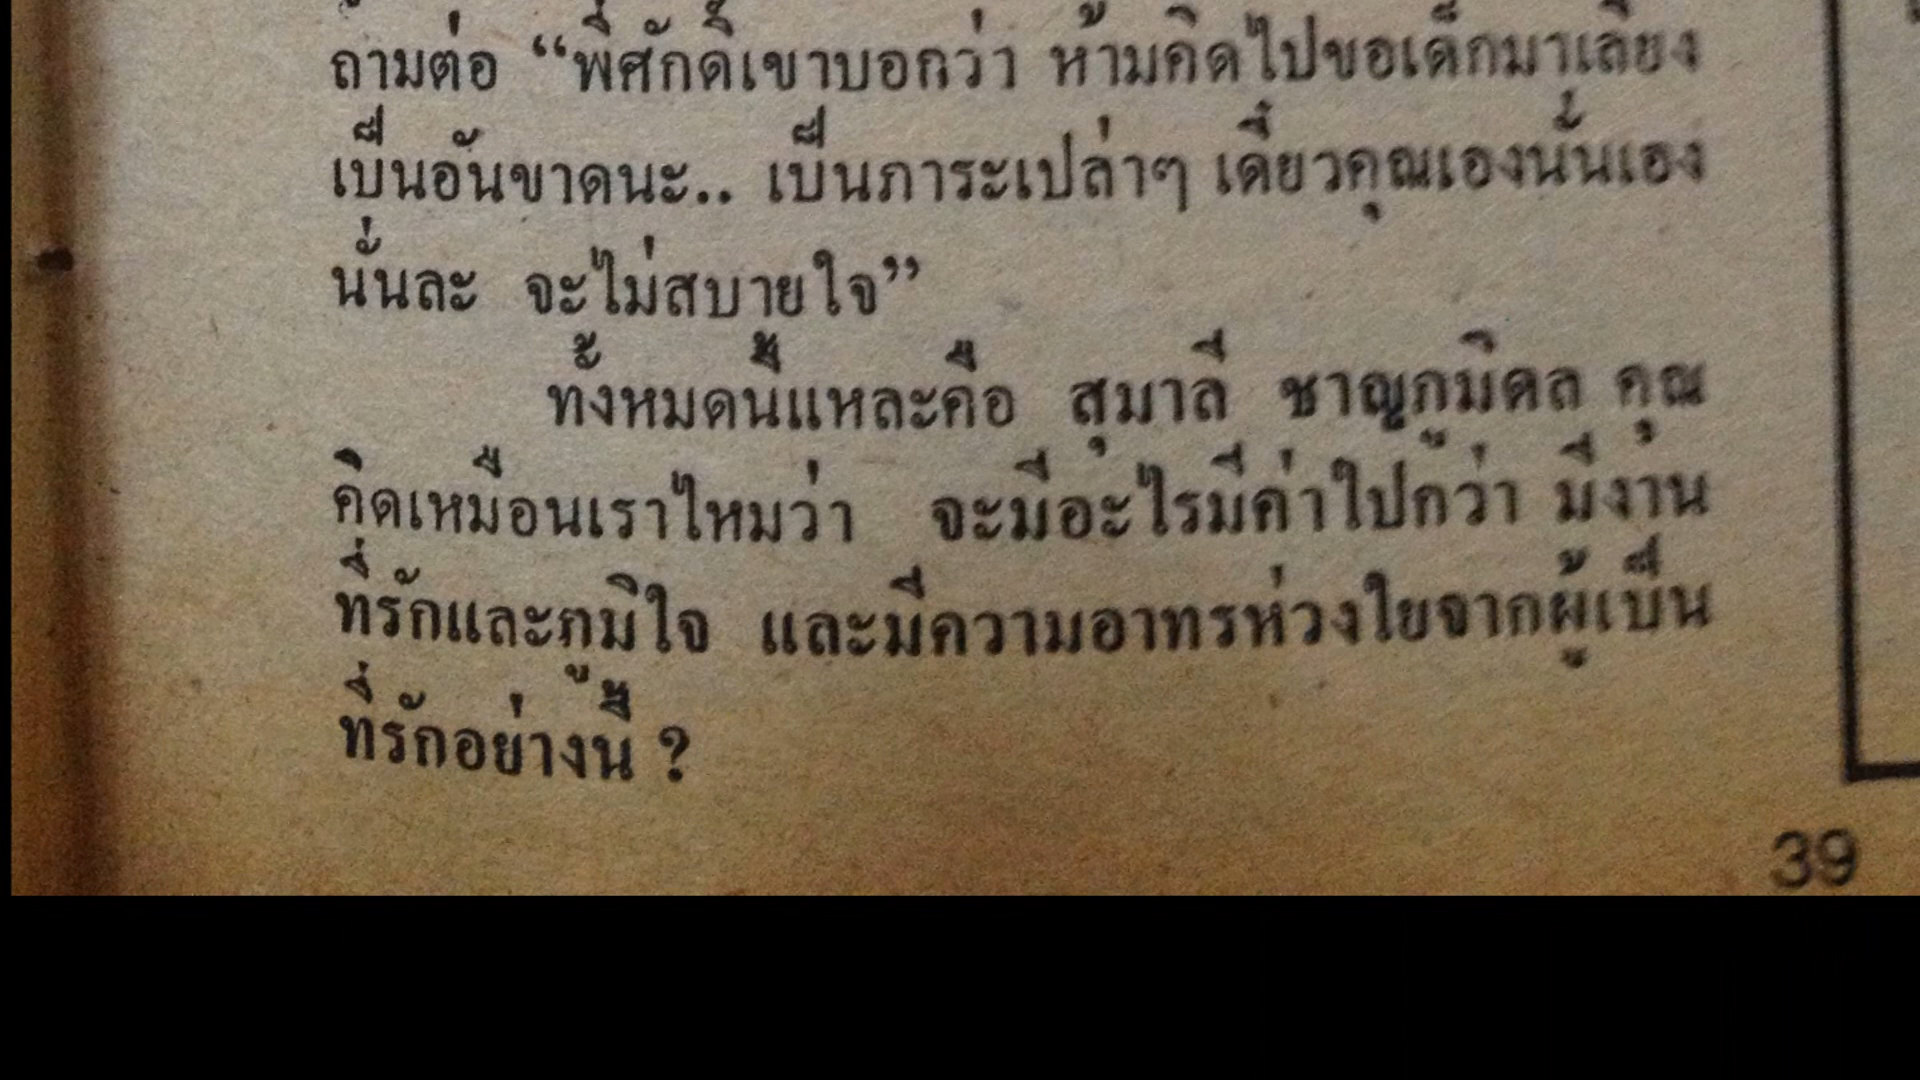 ถามต่อ “พี่ศักดิ์เขาบอกว่า ห้ามคิดไปขอเด็กมาเลี้ยง
เป็นอันขาดนะ.. เป็นภาระเปล่าๆ เดี๋ยวคุณเองนั่นเอง
นั่นละ จะไม่สบายใจ”
ทั้งหมดนี้แหละคือ สุมาลี ชาญภูมิดล คุณ
คิดเหมือนเราไหมว่า จะมีอะไรมีค่าไปกว่า มีงาน
ที่รักและภูมิใจ และมีความอาทรห่วงใยจากผู้เป็น
ที่รักอย่างนี้ ?
39